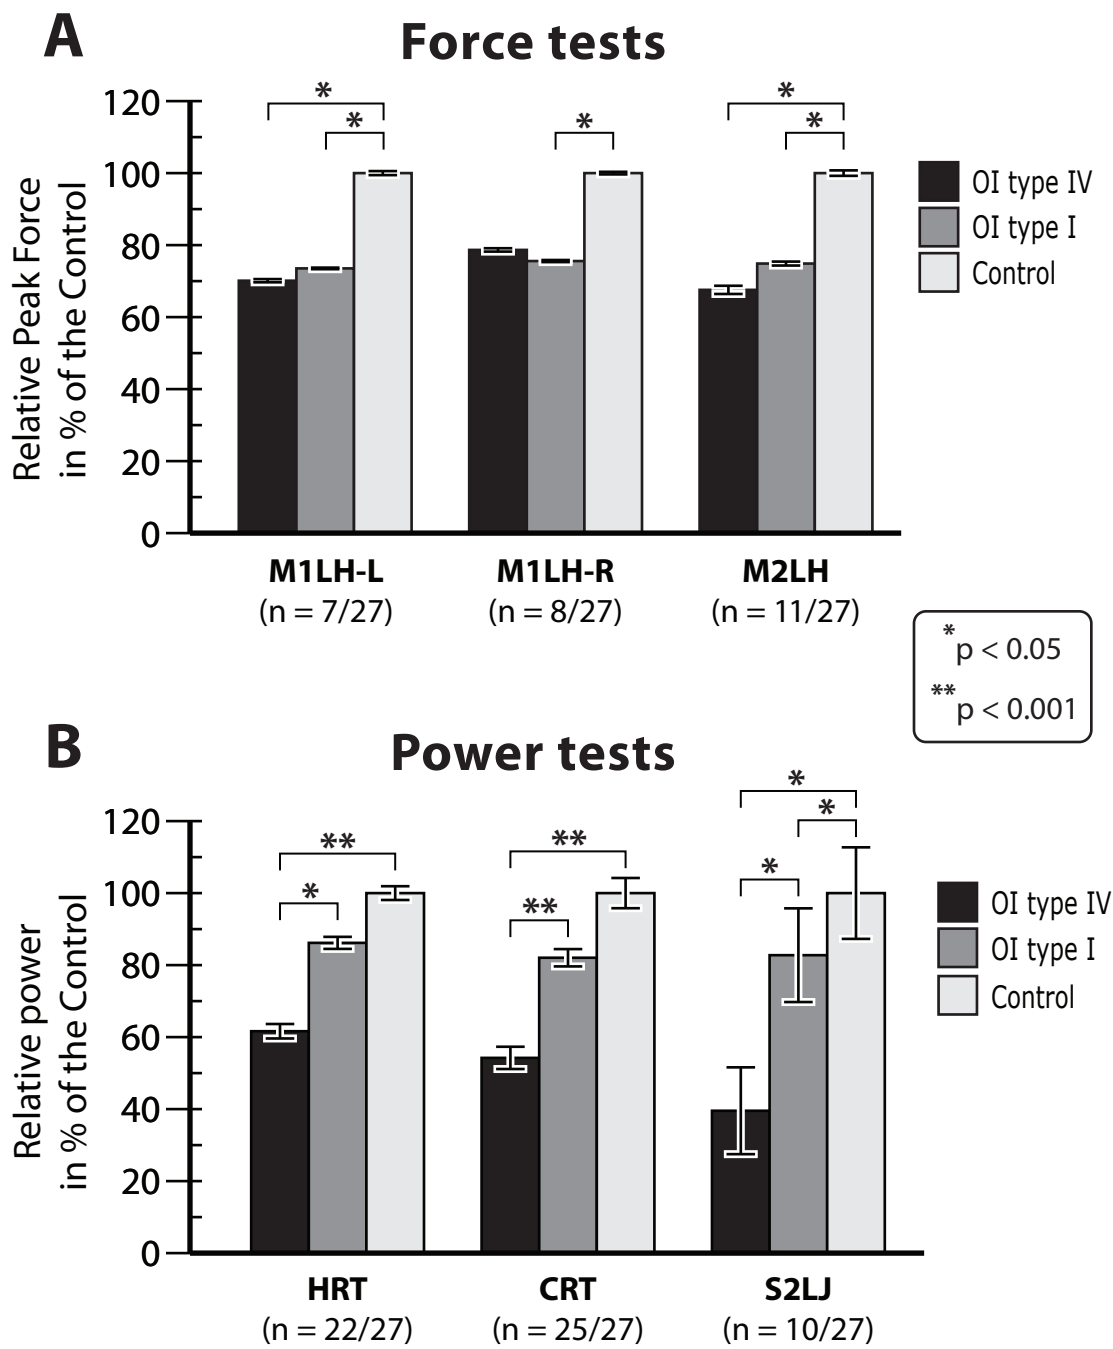 A
Force tests
Relative Peak Force
in % of the Control
120
100
80
60
40
20
0
*
*
*
*
*
OI type IV
OI type I
Control
M1LH-L
(n = 7/27)
M1LH-R
(n = 8/27)
M2LH
(n = 11/27)
* p < 0.05
** p < 0.001
B
Power tests
Relative power
in % of the Control
120
100
80
60
40
20
0
**
*
**
**
*
*
*
OI type IV
OI type I
Control
HRT
(n = 22/27)
CRT
(n = 25/27)
S2LJ
(n = 10/27)